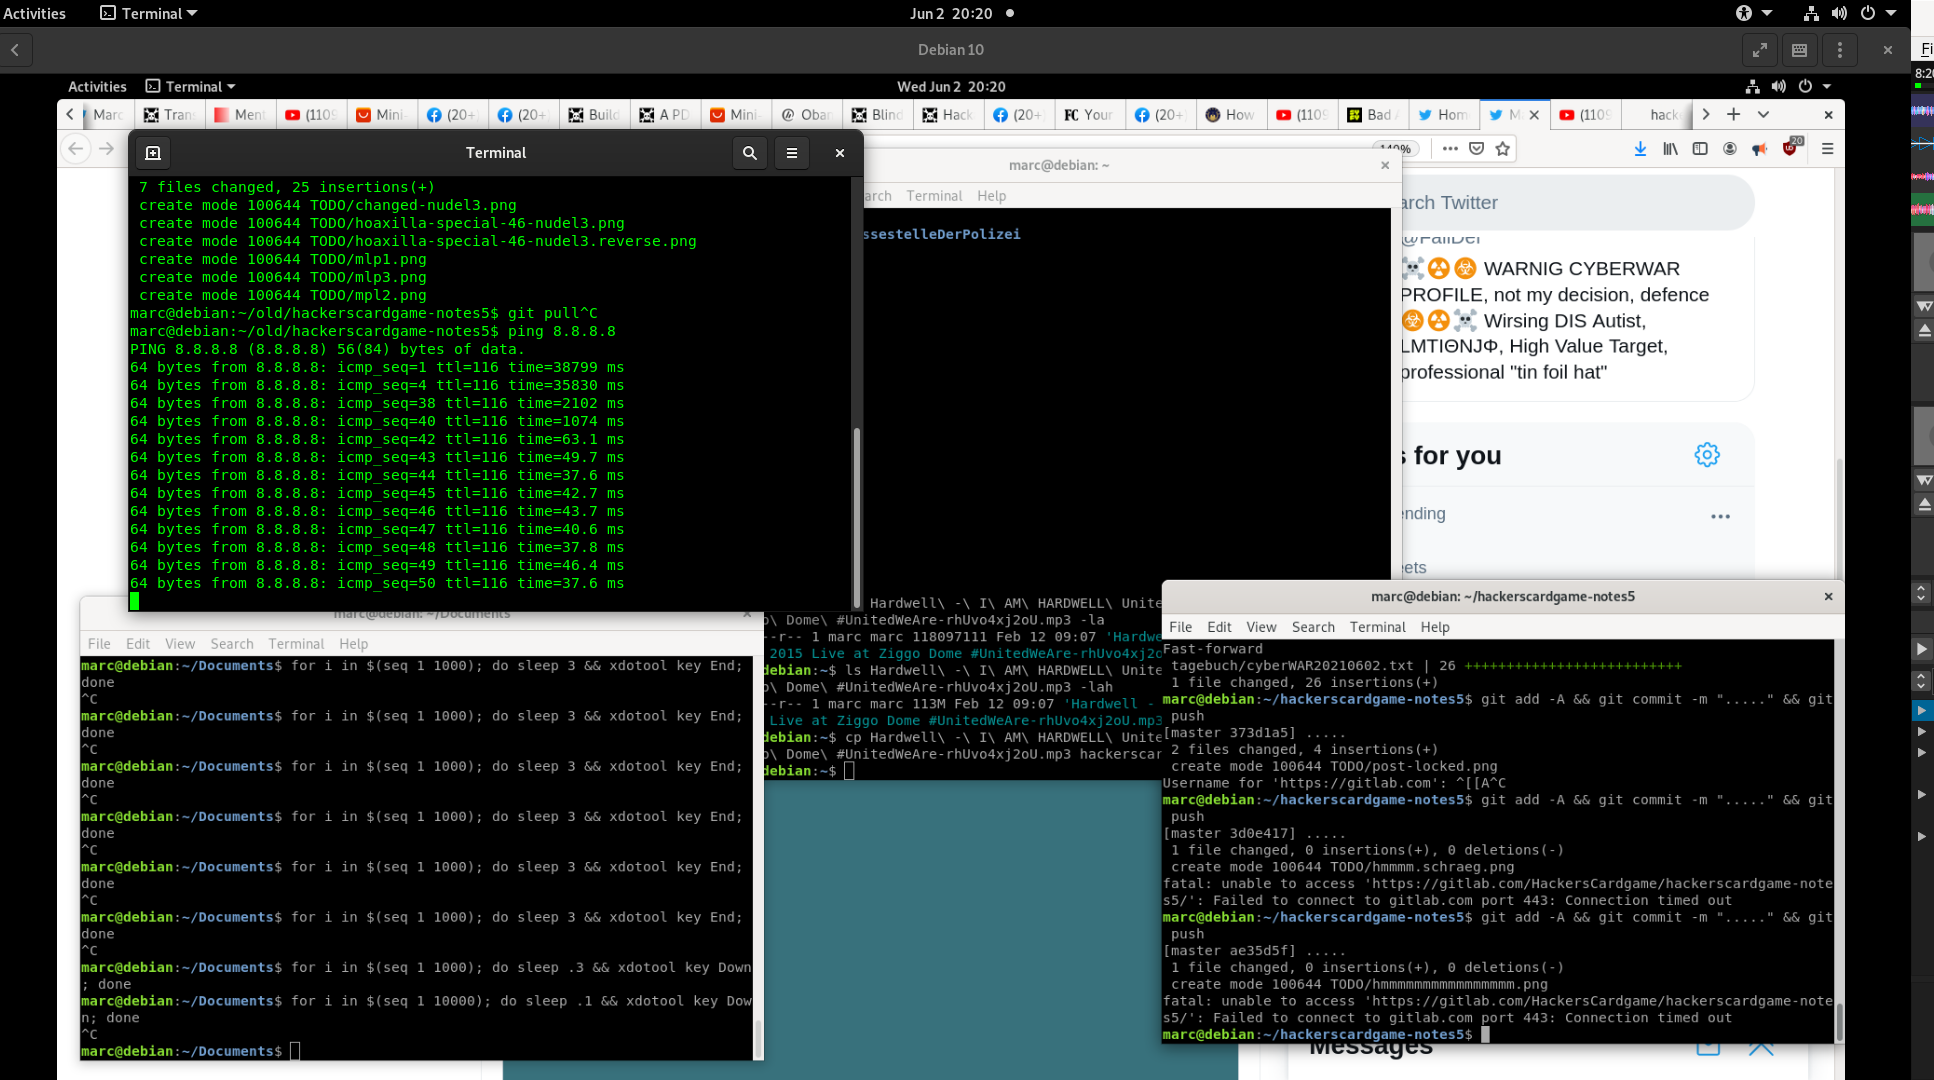 Activities Terminal Jun 2 20:20
Debian 10
Activities Terminal Wed Jun 2 20:20
Marc Trans Ment (1109 Mini- (20+ (20+ Build A PD Mini- Oban Blind Hack (20+ FC Your (20+ How (1109 Bad Hom M (1109 hack
Terminal
7 files changed, 25 insertions(+)
create mode 100644 TODO/changed-nudel3.png
create mode 100644 TODO/hoaxilla-special-46-nudel3.png
create mode 100644 TODO/hoaxilla-special-46-nudel3.reverse.png
create mode 100644 TODO/mlp1.png
create mode 100644 TODO/mlp3.png
create mode 100644 TODO/mpl2.png
marc@debian:~/old/hackerscardgame-notes5$ git pull^C
marc@debian:~/old/hackerscardgame-notes5$ ping 8.8.8.8
PING 8.8.8.8 (8.8.8.8) 56(84) bytes of data.
64 bytes from 8.8.8.8: icmp_seq=1 ttl=116 time=38799 ms
64 bytes from 8.8.8.8: icmp_seq=4 ttl=116 time=35830 ms
64 bytes from 8.8.8.8: icmp_seq=38 ttl=116 time=2102 ms
64 bytes from 8.8.8.8: icmp_seq=40 ttl=116 time=1074 ms
64 bytes from 8.8.8.8: icmp_seq=42 ttl=116 time=63.1 ms
64 bytes from 8.8.8.8: icmp_seq=43 ttl=116 time=49.7 ms
64 bytes from 8.8.8.8: icmp_seq=44 ttl=116 time=37.6 ms
64 bytes from 8.8.8.8: icmp_seq=45 ttl=116 time=42.7 ms
64 bytes from 8.8.8.8: icmp_seq=46 ttl=116 time=43.7 ms
64 bytes from 8.8.8.8: icmp_seq=47 ttl=116 time=40.6 ms
64 bytes from 8.8.8.8: icmp_seq=48 ttl=116 time=37.8 ms
64 bytes from 8.8.8.8: icmp_seq=49 ttl=116 time=46.4 ms
64 bytes from 8.8.8.8: icmp_seq=50 ttl=116 time=37.6 ms
20
marc@debian: ~
arch Terminal Help
ssestelleDerPolizei
arch Twitter
WARNIG CYBERWAR
PROFILE, not my decision, defence
Wirsing DIS Autist,
LMTIΘNJΦ, High Value Target,
professional "tin foil hat"
s for you
ending
eets
Hardwell\ -\ I\ AM\ HARDWELL\ Unite
o\ Dome\ #UnitedWeAre-rhUvo4xj2oU.mp3 -la
--r-- 1 marc marc 118097111 Feb 12 09:07 'Hardwe
2015 Live at Ziggo Dome #UnitedWeAre-rhUvo4xj2o
debian:~$ ls Hardwell\ -\ I\ AM\ HARDWELL\ Unite
o\ Dome\ #UnitedWeAre-rhUvo4xj2oU.mp3 -lah
--r-- 1 marc marc 113M Feb 12 09:07 'Hardwell -
Live at Ziggo Dome #UnitedWeAre-rhUvo4xj2oU.mp3
debian:~$ cp Hardwell\ -\ I\ AM\ HARDWELL\ Unite
o\ Dome\ #UnitedWeAre-rhUvo4xj2oU.mp3 hackerscar
debian:~$
marc@debian: ~/Documents
File Edit View Search Terminal Help
marc@debian:~/Documents$ for i in $(seq 1 1000); do sleep 3 && xdotool key End;
done
^C
marc@debian:~/Documents$ for i in $(seq 1 1000); do sleep 3 && xdotool key End;
done
^C
marc@debian:~/Documents$ for i in $(seq 1 1000); do sleep 3 && xdotool key End;
done
^C
marc@debian:~/Documents$ for i in $(seq 1 1000); do sleep 3 && xdotool key End;
done
^C
marc@debian:~/Documents$ for i in $(seq 1 1000); do sleep 3 && xdotool key End;
done
^C
marc@debian:~/Documents$ for i in $(seq 1 1000); do sleep 3 && xdotool key End;
done
^C
marc@debian:~/Documents$ for i in $(seq 1 1000); do sleep .3 && xdotool key Down
; done
marc@debian:~/Documents$ for i in $(seq 1 10000); do sleep .1 && xdotool key Dow
n; done
^C
marc@debian:~/Documents$
marc@debian: ~/hackerscardgame-notes5
File Edit View Search Terminal Help
Fast-forward
tagebuch/cyberWAR20210602.txt | 26 ++++++++++++++++++++++++++
1 file changed, 26 insertions(+)
marc@debian:~/hackerscardgame-notes5$ git add -A && git commit -m "....." && git
push
[master 373d1a5] .....
2 files changed, 4 insertions(+)
create mode 100644 TODO/post-locked.png
Username for 'https://gitlab.com': ^[[A^C
marc@debian:~/hackerscardgame-notes5$ git add -A && git commit -m "....." && git
push
[master 3d0e417] .....
1 file changed, 0 insertions(+), 0 deletions(-)
create mode 100644 TODO/hmmmm.schraeg.png
fatal: unable to access 'https://gitlab.com/HackersCardgame/hackerscardgame-note
s5/': Failed to connect to gitlab.com port 443: Connection timed out
marc@debian:~/hackerscardgame-notes5$ git add -A && git commit -m "....." && git
push
[master ae35d5f] .....
1 file changed, 0 insertions(+), 0 deletions(-)
create mode 100644 TODO/hmmmmmmmmmmmmmmmm.png
fatal: unable to access 'https://gitlab.com/HackersCardgame/hackerscardgame-note
s5/': Failed to connect to gitlab.com port 443: Connection timed out
marc@debian:~/hackerscardgame-notes5$
Messages
Fi
8:20